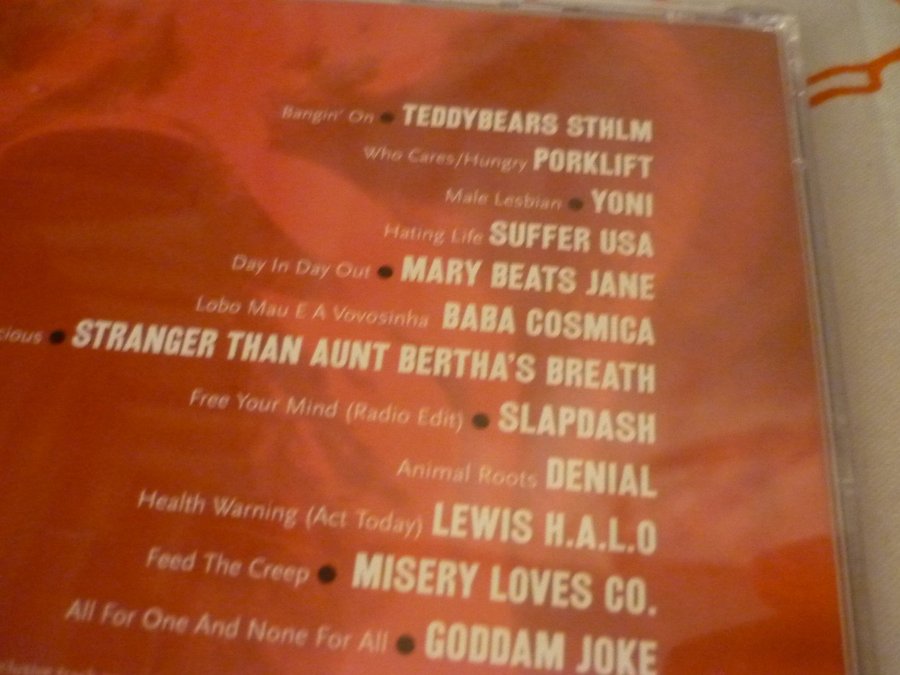 Bangin' On ● TEDDYBEARS STHLM
Who Cares/Hungry PORKLIFT
Male Lesbian ● YONI
Hating Life SUFFER USA
Day In Day Out ● MARY BEATS JANE
Lobo Mau E A Vovosinha BABA COSMICA
cious ● STRANGER THAN AUNT BERTHA'S BREATH
Free Your Mind (Radio Edit) ● SLAPDASH
Animal Roots DENIAL
Health Warning (Act Today) LEWIS H.A.L.O
Feed The Creep ● MISERY LOVES CO.
All For One And None For All ● GODDAM JOKE